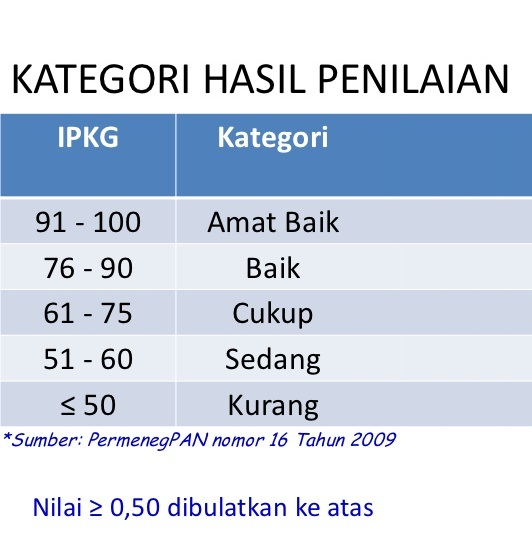 KATEGORI HASIL PENILAIAN
IPKG Kategori
91 - 100 Amat Baik
76 - 90 Baik
61 - 75 Cukup
51 - 60 Sedang
≤ 50 Kurang
*Sumber: PermenegPAN nomor 16 Tahun 2009
Nilai ≥ 0,50 dibulatkan ke atas